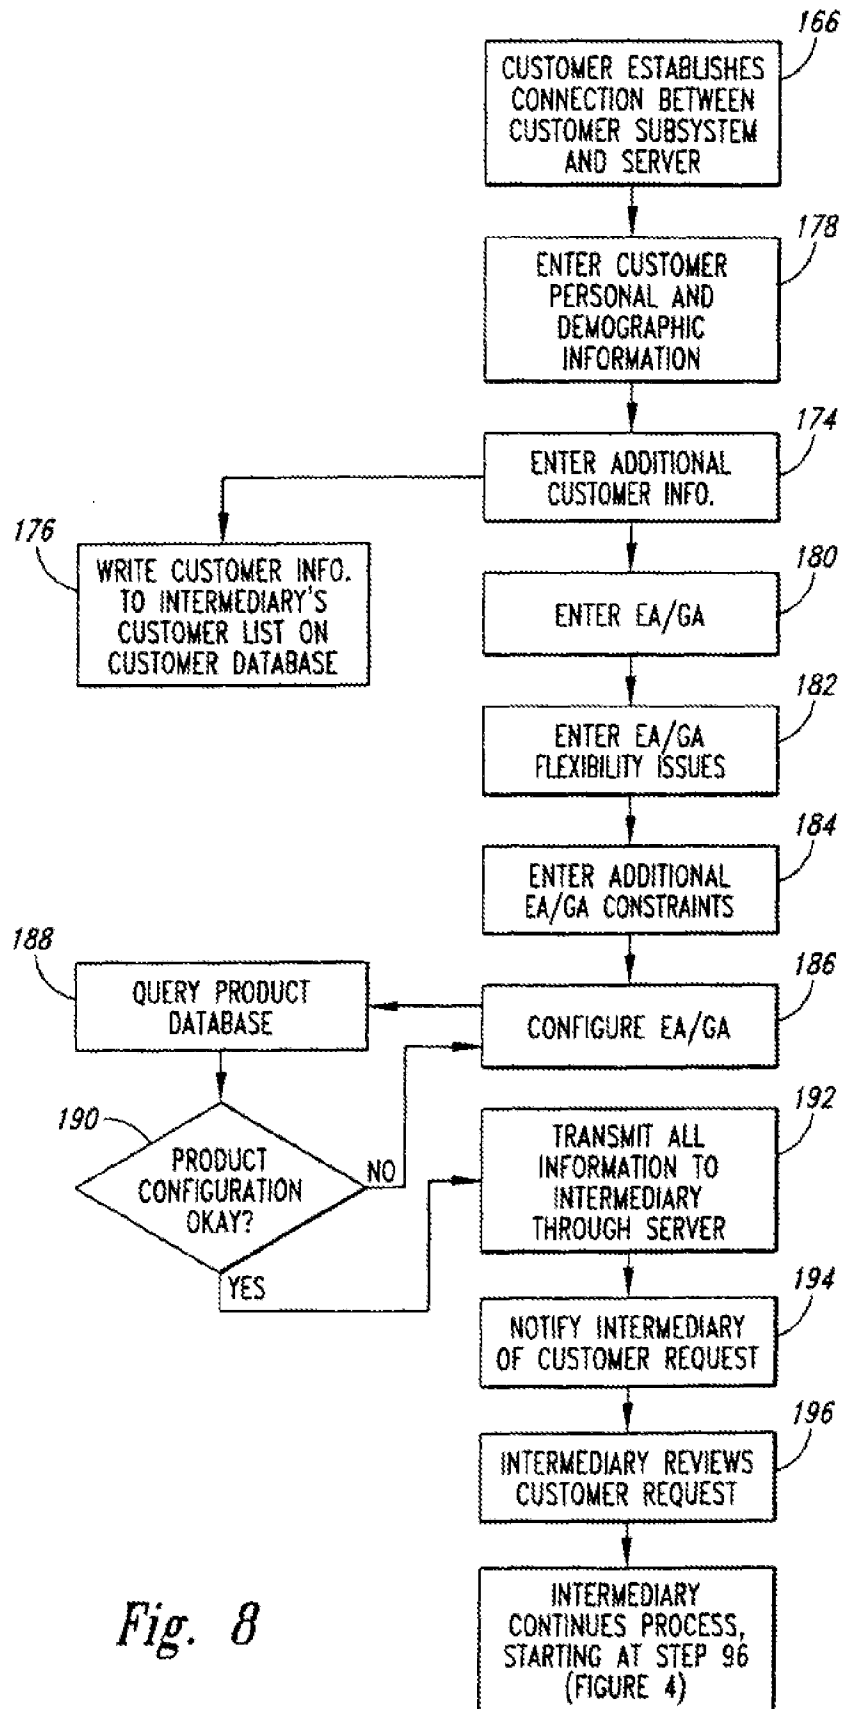 166
CUSTOMER ESTABLISHES
CONNECTION BETWEEN
CUSTOMER SUBSYSTEM
AND SERVER
178
ENTER CUSTOMER
PERSONAL AND
DEMOGRAPHIC
INFORMATION
174
ENTER ADDITIONAL
CUSTOMER INFO.
176
WRITE CUSTOMER INFO.
TO INTERMEDIARY'S
CUSTOMER LIST ON
CUSTOMER DATABASE
180
ENTER EA/GA
182
ENTER EA/GA
FLEXIBILITY ISSUES
184
ENTER ADDITIONAL
EA/GA CONSTRAINTS
186
CONFIGURE EA/GA
188
QUERY PRODUCT
DATABASE
190
PRODUCT
CONFIGURATION
OKAY?
NO
YES
192
TRANSMIT ALL
INFORMATION TO
INTERMEDIARY
THROUGH SERVER
194
NOTIFY INTERMEDIARY
OF CUSTOMER REQUEST
196
INTERMEDIARY REVIEWS
CUSTOMER REQUEST
INTERMEDIARY
CONTINUES PROCESS,
STARTING AT STEP 96
(FIGURE 4)
Fig. 8